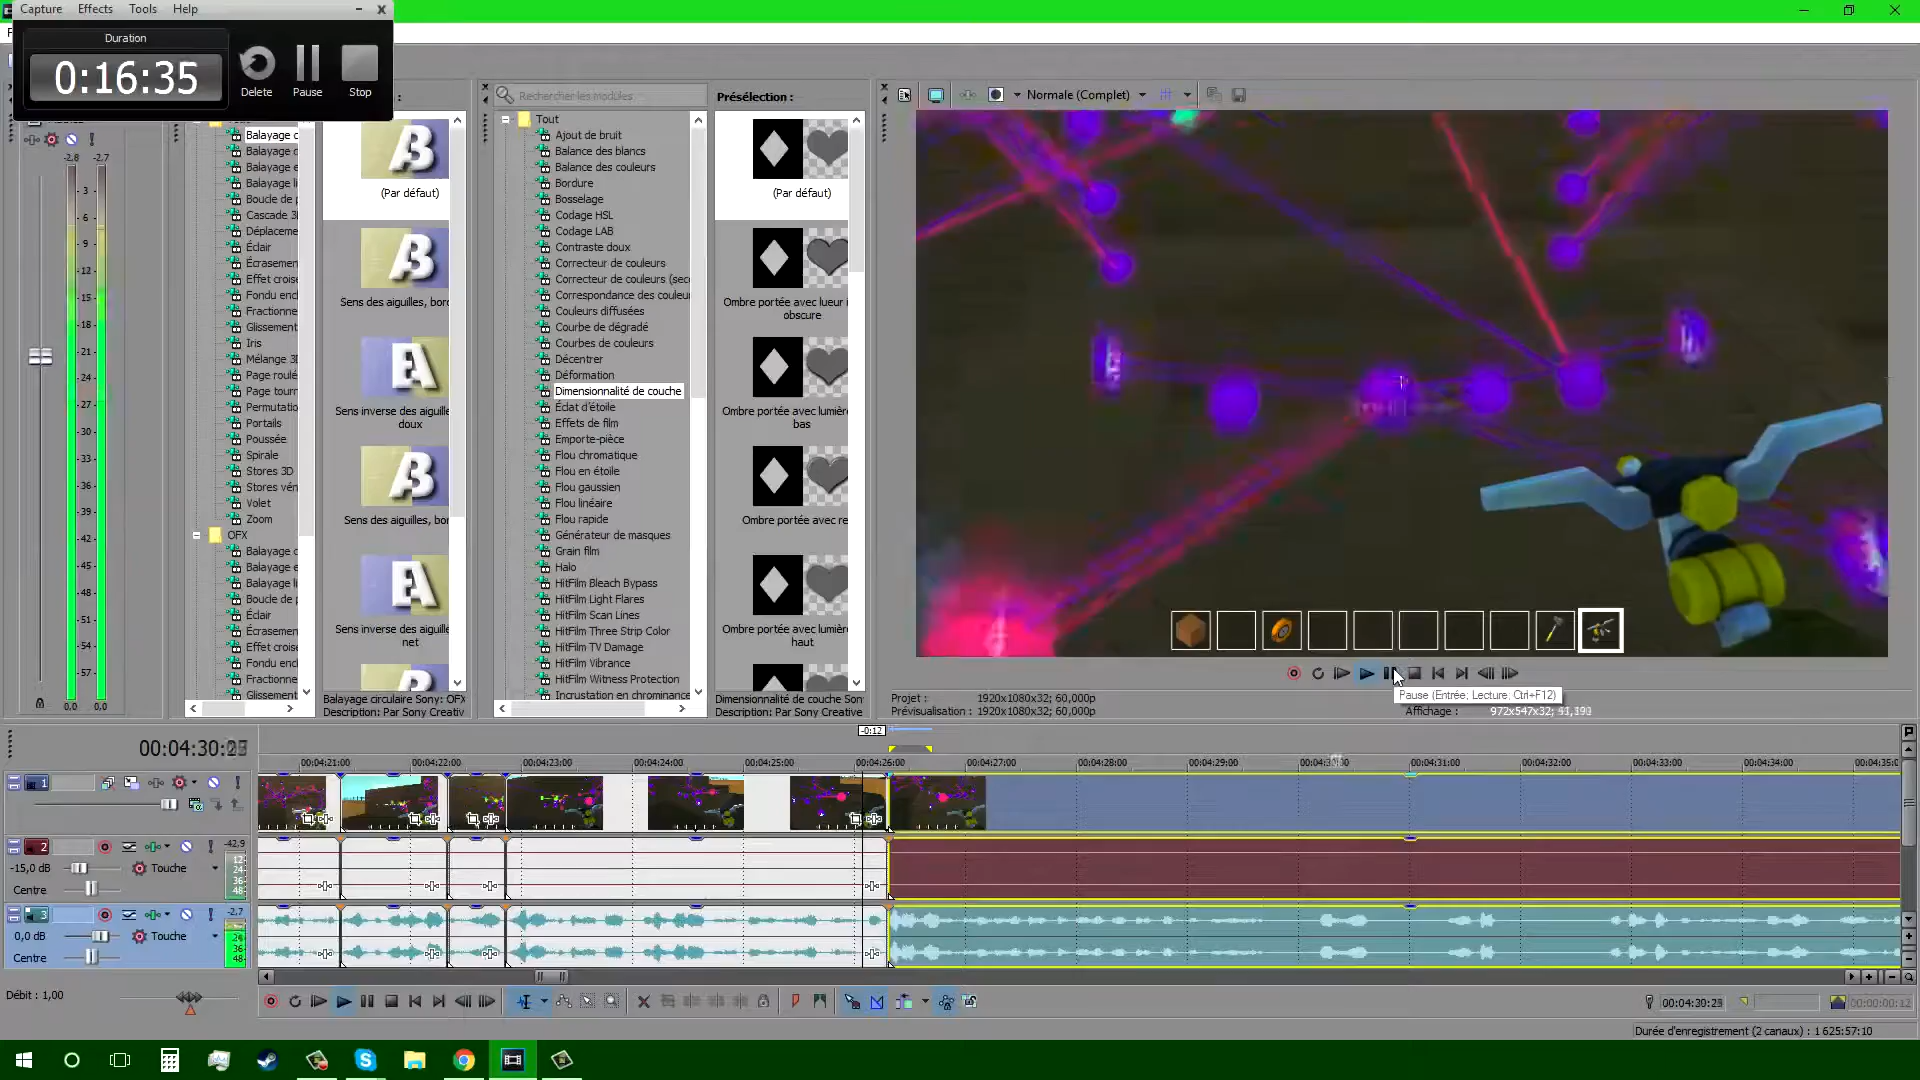 Capture Effects Tools Help
Duration
0:16:35
Delete Pause Stop
Rechercher les modules
Présélection :
Normale (Complet)
-2,8 -2,7
3
6
9
12
15
18
21
24
27
30
33
36
39
42
45
48
51
54
57
0,0 0,0
Balayage c
Balayage c
Balayage e
Balayage li
Boucle de p
Cascade 3
Déplaceme
Éclair
Écrasemen
Effet croise
Fondu encl
Fractionne
Glissement
Iris
Mélange 3D
Page roulé
Page tourn
Permutatio
Portails
Poussée
Spirale
Stores 3D
Stores vén
Volet
Zoom
OFX
Balayage c
Balayage e
Balayage li
Boucle de p
Éclair
Écrasemen
Effet croise
Fondu encl
Fractionne
Glissement
(Par défaut)
Sens des aiguilles, bord
Sens inverse des aiguille
doux
Sens des aiguilles, bor
Sens inverse des aiguille
net
Balayage circulaire Sony: OFX
Description: Par Sony Creative
Tout
Ajout de bruit
Balance des blancs
Balance des couleurs
Bordure
Bosselage
Codage HSL
Codage LAB
Contraste doux
Correcteur de couleurs
Correcteur de couleurs (seco
Correspondance des couleur
Couleurs diffusées
Courbe de dégradé
Courbes de couleurs
Décentrer
Déformation
Dimensionnalité de couche
Éclat d'étoile
Effets de film
Emporte-pièce
Flou chromatique
Flou en étoile
Flou gaussien
Flou linéaire
Flou rapide
Générateur de masques
Grain film
Halo
HitFilm Bleach Bypass
HitFilm Light Flares
HitFilm Scan Lines
HitFilm Three Strip Color
HitFilm TV Damage
HitFilm Vibrance
HitFilm Witness Protection
Incrustation en chrominance
(Par défaut)
Ombre portée avec lueur i
obscure
Ombre portée avec lumière
bas
Ombre portée avec re
Ombre portée avec lumière
haut
Dimensionnalité de couche Son
Description: Par Sony Creative
Projet : 1920x1080x32; 60,000p
Prévisualisation : 1920x1080x32; 60,000p
Pause (Entrée; Lecture; Ctrl+F12)
Affichage : 972x547x32;
-0:12
00:04:21:00 00:04:22:00 00:04:23:00 00:04:24:00 00:04:25:00 00:04:26:00 00:04:27:00 00:04:28:00 00:04:29:00 00:04:31:00 00:04:32:00 00:04:33:00 00:04:34:00 00:04:35:0
1
2
-42,9
-15,0 dB Touche
12
24
36
48
Centre
3
-2,7
0,0 dB Touche
24
36
48
Centre
Débit : 1,00
00:00:00:12
Durée d'enregistrement (2 canaux) : 1 625:57:10